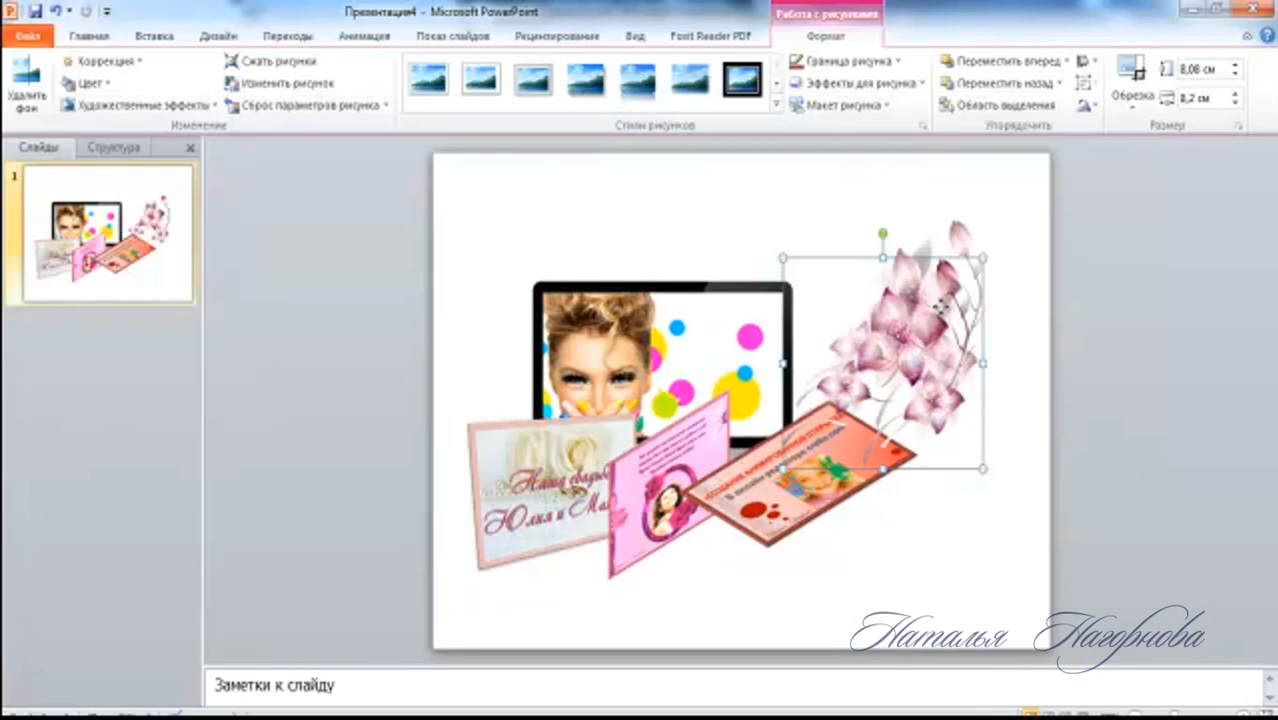 Презентация4 - Microsoft PowerPoint
Работа с рисунками
Файл Главная Вставка Дизайн Переходы Анимация Показ слайдов Рецензирование Вид Foxit Reader PDF Формат
Удалить фон
Коррекция
Цвет
Художественные эффекты
Сжать рисунки
Изменить рисунок
Сброс параметров рисунка
Изменение
Стили рисунков
Граница рисунка
Эффекты для рисунка
Макет рисунка
Переместить вперед
Переместить назад
Область выделения
Упорядочить
Обрезка
8,08 см
8,2 см
Размер
Слайды Структура
1
Наша свадьба
Юлия и
Наталья Нагорнова
Заметки к слайду